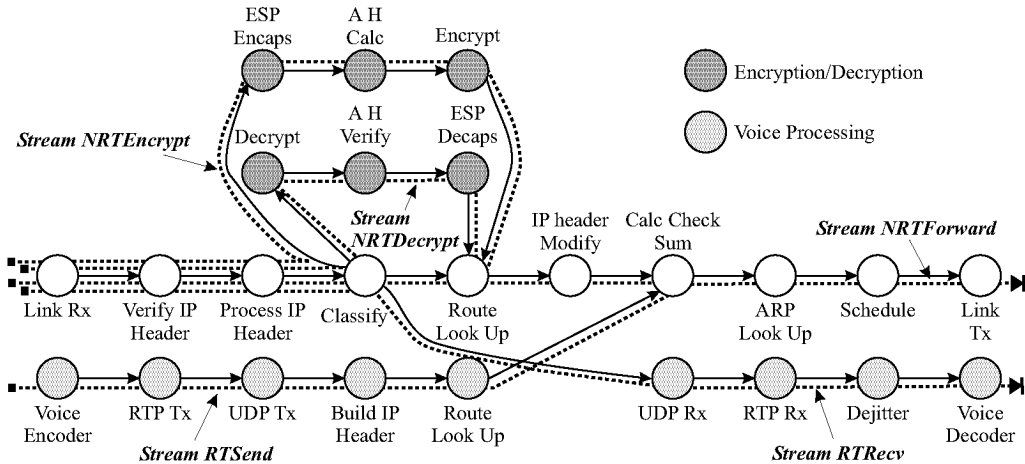 ESP
Encaps
A H
Calc
Encrypt
Encryption/Decryption
Voice Processing
Stream NRTEncrypt
Decrypt
A H
Verify
ESP
Decaps
Stream
NRTDecrypt
IP header
Modify
Calc Check
Sum
Stream NRTForward
Link Rx
Verify IP
Header
Process IP
Header
Classify
Route
Look Up
ARP
Look Up
Schedule
Link
Tx
Voice
Encoder
RTP Tx
UDP Tx
Build IP
Header
Route
Look Up
UDP Rx
RTP Rx
Dejitter
Voice
Decoder
Stream RTSend
Stream RTRecv